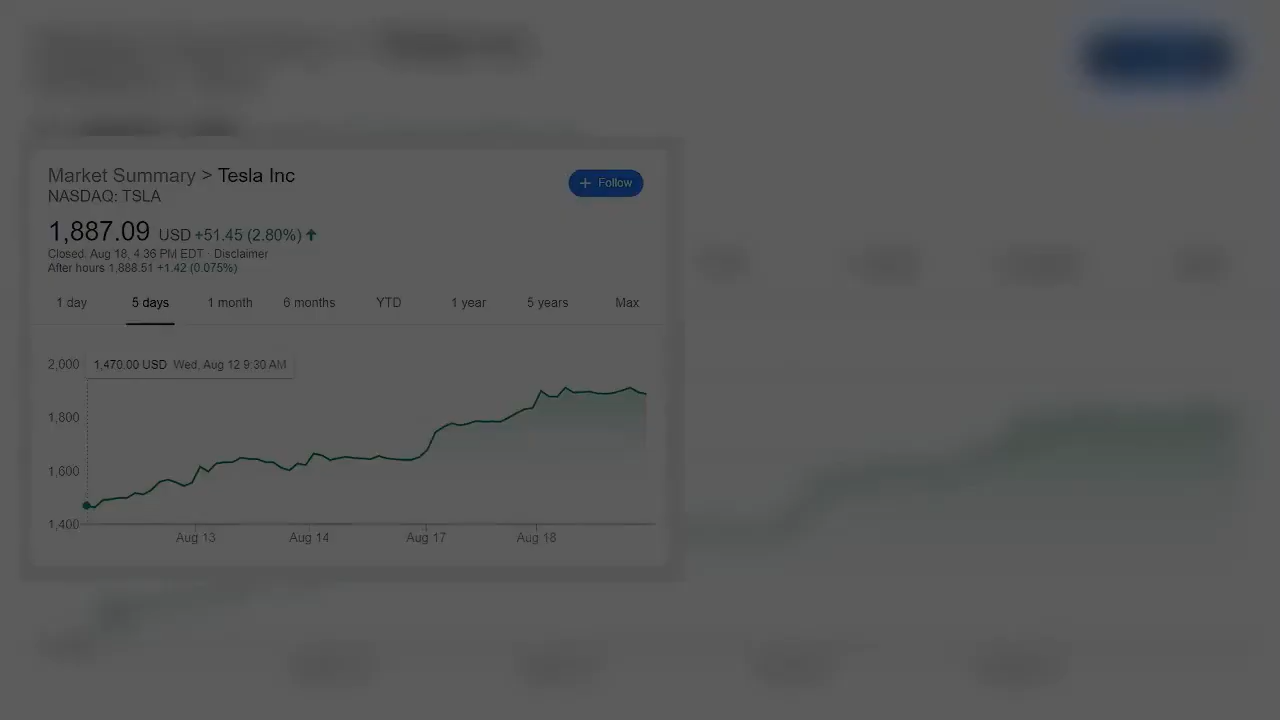 Market Summary > Tesla Inc
NASDAQ: TSLA
+ Follow
1,887.09 USD +51.45 (2.80%)
Closed. Aug 18, 4:36 PM EDT · Disclaimer
After hours 1,888.51 +1.42 (0.075%)
1 day 5 days 1 month 6 months YTD 1 year 5 years Max
1,470.00 USD Wed, Aug 12 9:30 AM
2,000
1,800
1,600
1,400
Aug 13 Aug 14 Aug 17 Aug 18